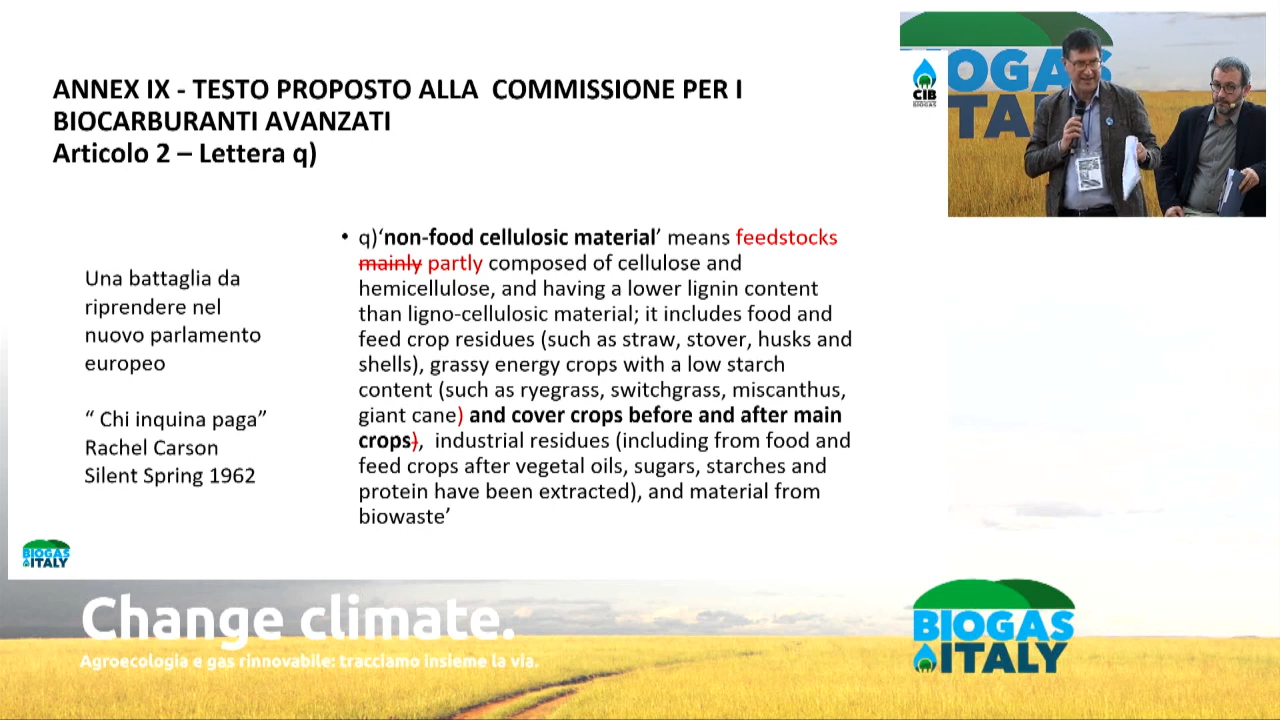 ANNEX IX - TESTO PROPOSTO ALLA COMMISSIONE PER I
BIOCARBURANTI AVANZATI
Articolo 2 – Lettera q)
Una battaglia da
riprendere nel
nuovo parlamento
europeo
“ Chi inquina paga”
Rachel Carson
Silent Spring 1962
• q)‘non-food cellulosic material’ means feedstocks
mainly partly composed of cellulose and
hemicellulose, and having a lower lignin content
than ligno-cellulosic material; it includes food and
feed crop residues (such as straw, stover, husks and
shells), grassy energy crops with a low starch
content (such as ryegrass, switchgrass, miscanthus,
giant cane) and cover crops before and after main
crops), industrial residues (including from food and
feed crops after vegetal oils, sugars, starches and
protein have been extracted), and material from
biowaste’
BIOGAS
ITALY
OGAS
CIB
TA
Change climate.
Agroecologia e gas rinnovabile: tracciamo insieme la via.
BIOGAS
ITALY